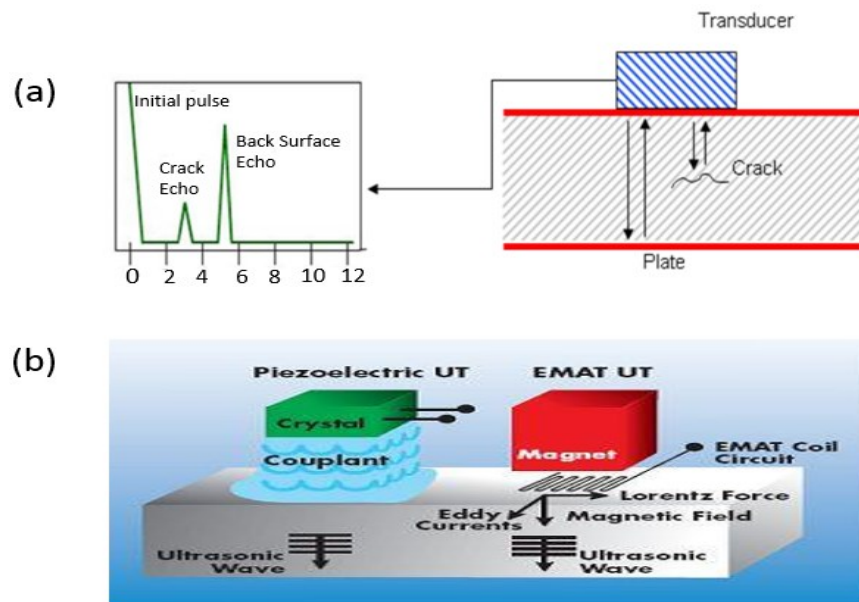 (a)
Initial pulse
Crack
Echo
Back Surface
Echo
0 2 4 6 8 10 12
Transducer
Crack
Plate
(b)
Piezoelectric UT
Crystal
Couplant
Ultrasonic
Wave
EMAT UT
Magnet
EMAT Coil
Circuit
Lorentz Force
Eddy
Currents
Magnetic Field
Ultrasonic
Wave